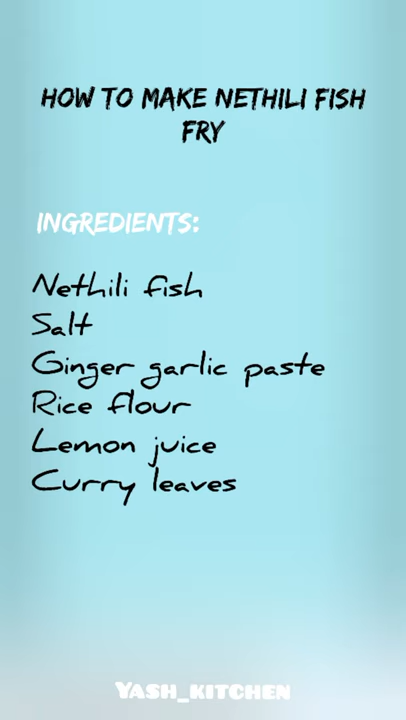 HOW TO MAKE NETHILI FISH
FRY
INGREDIENTS:
Nethili fish
Salt
Ginger garlic paste
Rice flour
Lemon juice
Curry leaves
YASH_KITCHEN